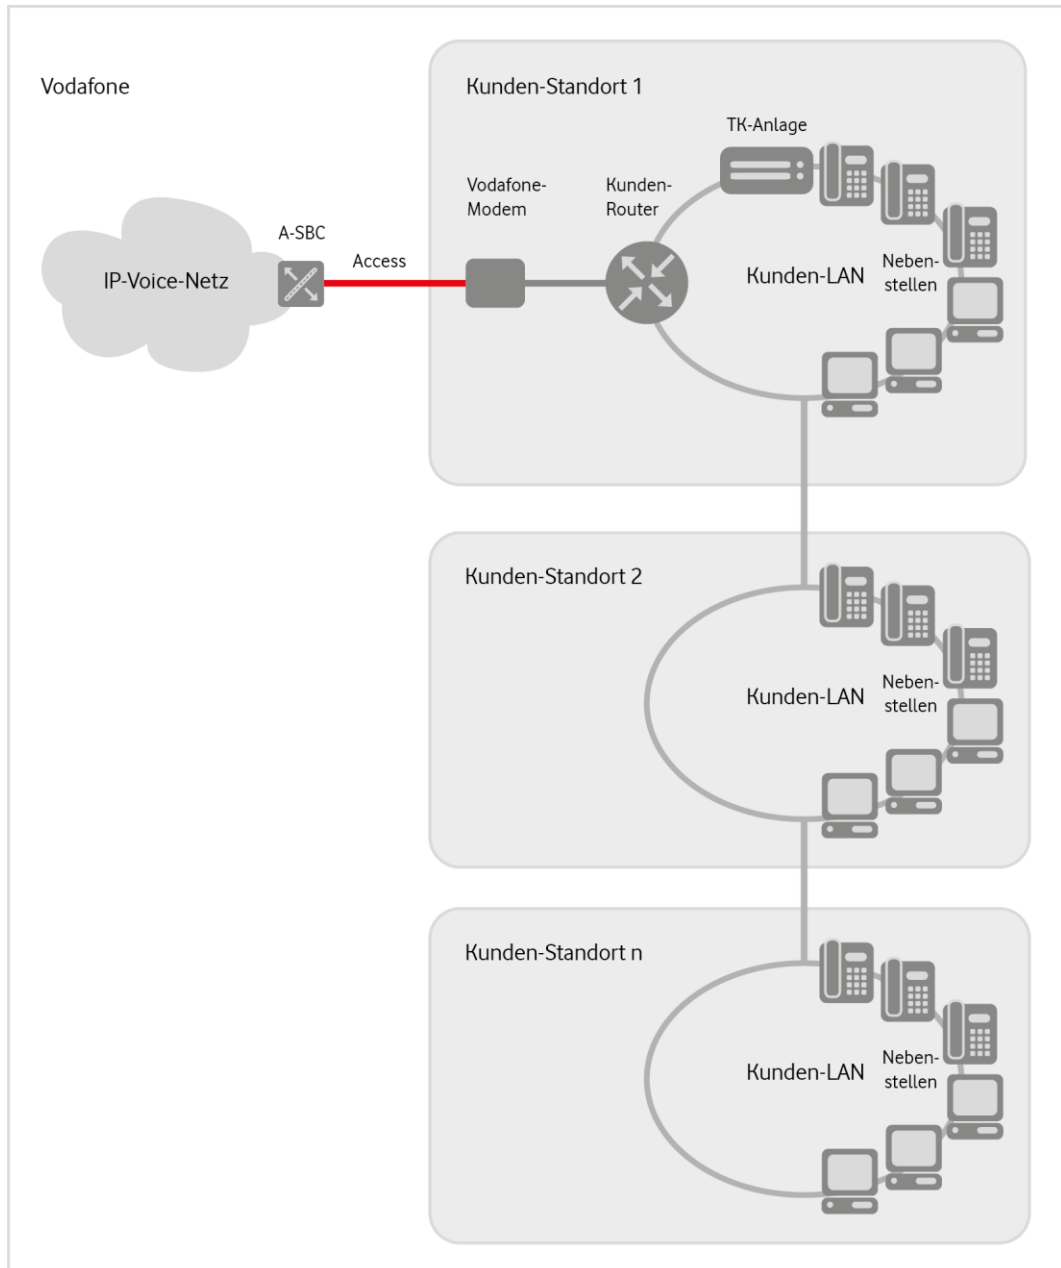 Vodafone
Kunden-Standort 1
TK-Anlage
Vodafone-
Modem
Kunden-
Router
A-SBC
Access
IP-Voice-Netz
Kunden-LAN
Neben-
stellen
Kunden-Standort 2
Kunden-LAN
Neben-
stellen
Kunden-Standort n
Kunden-LAN
Neben-
stellen